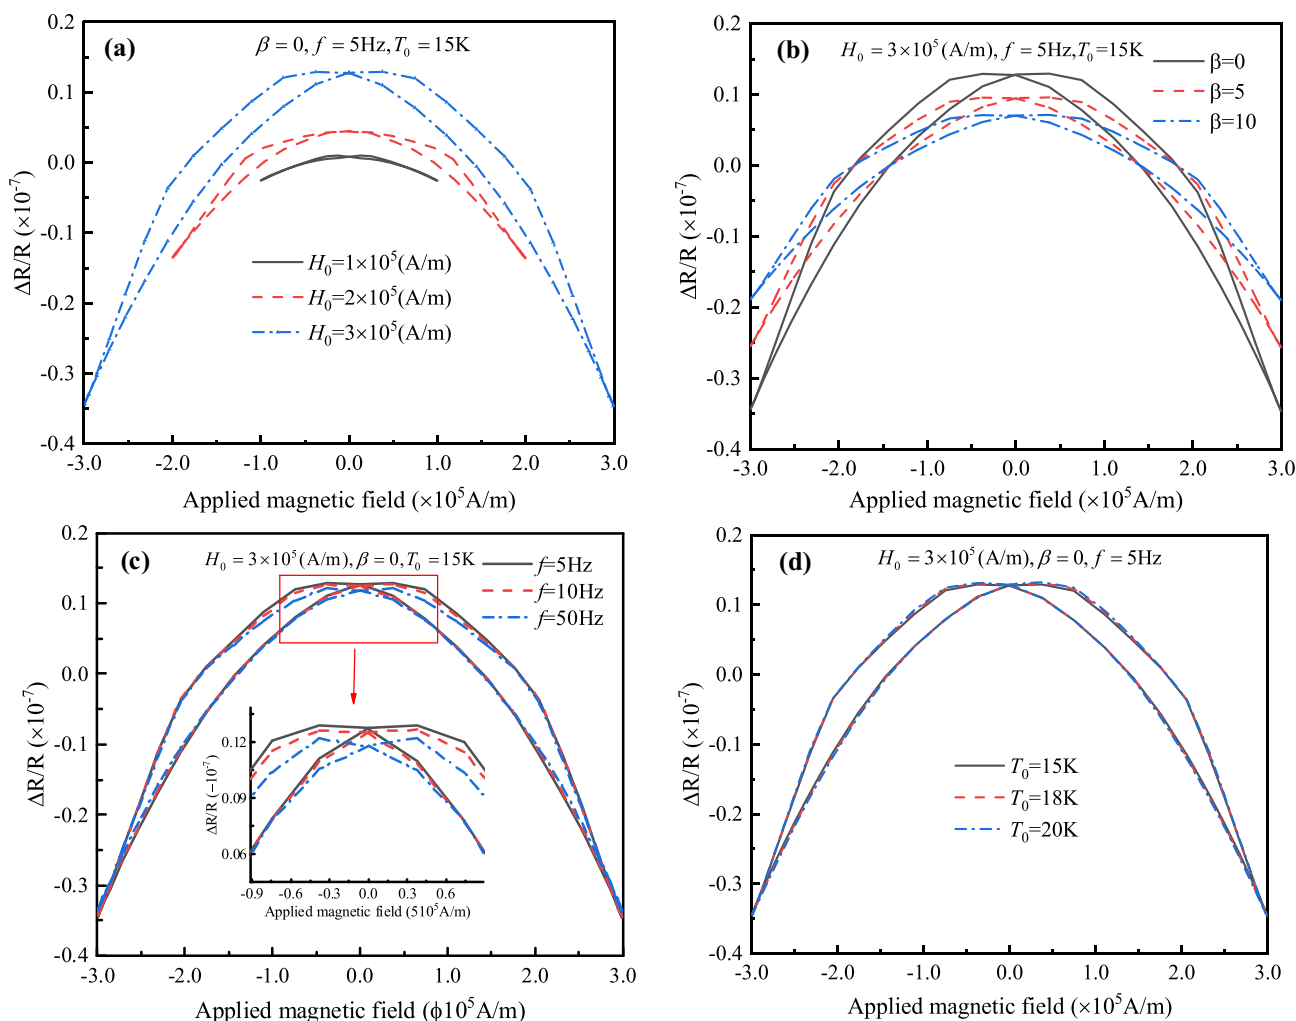 (a)
β = 0, f = 5Hz, T₀ = 15K
0.2
0.1
0.0
-0.1
-0.2
-0.3
-0.4
ΔR/R (×10⁻⁷)
H₀=1×10⁵(A/m)
H₀=2×10⁵(A/m)
H₀=3×10⁵(A/m)
-3.0 -2.0 -1.0 0.0 1.0 2.0 3.0
Applied magnetic field (×10⁵A/m)
(b)
H₀ = 3×10⁵(A/m), f = 5Hz, T₀ = 15K
β=0
β=5
β=10
0.2
0.1
0.0
-0.1
-0.2
-0.3
-0.4
ΔR/R (×10⁻⁷)
-3.0 -2.0 -1.0 0.0 1.0 2.0 3.0
Applied magnetic field (×10⁵A/m)
(c)
H₀ = 3×10⁵(A/m), β = 0, T₀ = 15K
f=5Hz
f=10Hz
f=50Hz
0.2
0.1
0.0
-0.1
-0.2
-0.3
-0.4
ΔR/R (×10⁻⁷)
0.12
0.09
0.06
ΔR/R (−10⁻⁷)
-0.9 -0.6 -0.3 0.0 0.3 0.6
Applied magnetic field (510⁵A/m)
-3.0 -2.0 -1.0 0.0 1.0 2.0 3.0
Applied magnetic field (ϕ10⁵A/m)
(d)
H₀ = 3×10⁵(A/m), β = 0, f = 5Hz
0.2
0.1
0.0
-0.1
-0.2
-0.3
-0.4
ΔR/R (×10⁻⁷)
T₀=15K
T₀=18K
T₀=20K
-3.0 -2.0 -1.0 0.0 1.0 2.0 3.0
Applied magnetic field (×10⁵A/m)